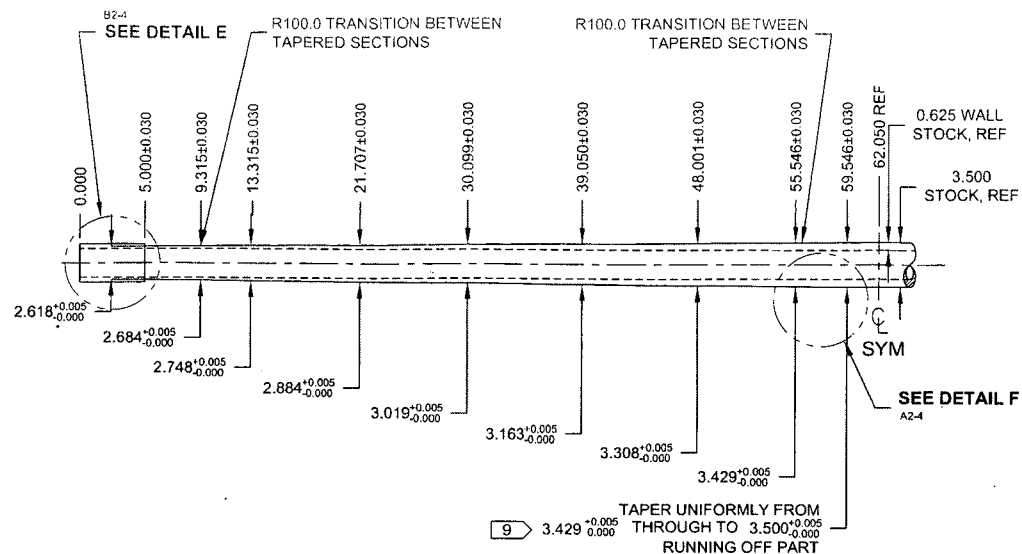 B2-4
SEE DETAIL E
R100.0 TRANSITION BETWEEN
TAPERED SECTIONS
R100.0 TRANSITION BETWEEN
TAPERED SECTIONS
0.000
5.000±0.030
9.315±0.030
13.315±0.030
21.707±0.030
30.099±0.030
39.050±0.030
48.001±0.030
55.546±0.030
59.546±0.030
62.050 REF
0.625 WALL
STOCK, REF
3.500
STOCK, REF
2.618 +0.005 -0.000
2.684 +0.005 -0.000
2.748 +0.005 -0.000
2.884 +0.005 -0.000
3.019 +0.005 -0.000
3.163 +0.005 -0.000
3.308 +0.005 -0.000
3.429 +0.005 -0.000
℄
SYM
SEE DETAIL F
A2-4
TAPER UNIFORMLY FROM
9 3.429 +0.005 0.000 THROUGH TO 3.500 +0.005 -0.000
RUNNING OFF PART